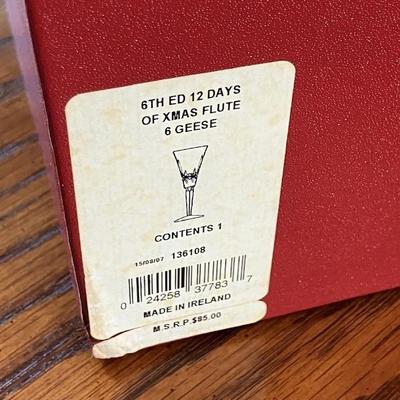 6TH ED 12 DAYS
OF XMAS FLUTE
6 GEESE
CONTENTS 1
15/08/07 136108
0 24258 37783 7
MADE IN IRELAND
M.S.R.P.$85.00